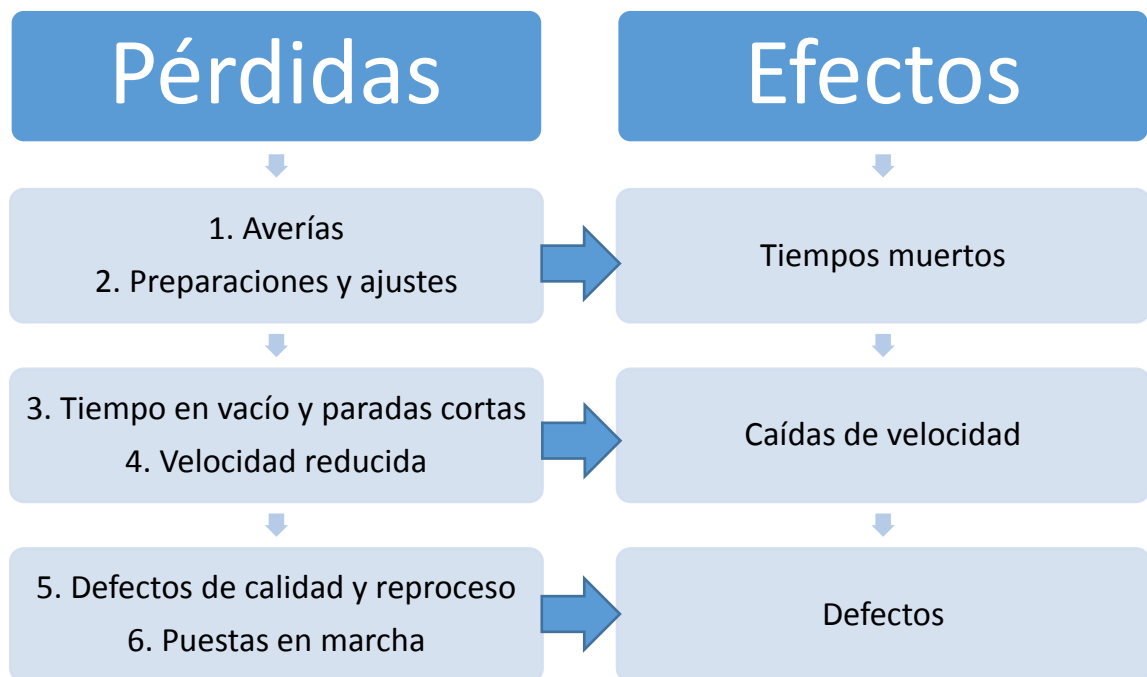 Pérdidas
Efectos
1. Averías
2. Preparaciones y ajustes
Tiempos muertos
3. Tiempo en vacío y paradas cortas
4. Velocidad reducida
Caídas de velocidad
5. Defectos de calidad y reproceso
6. Puestas en marcha
Defectos